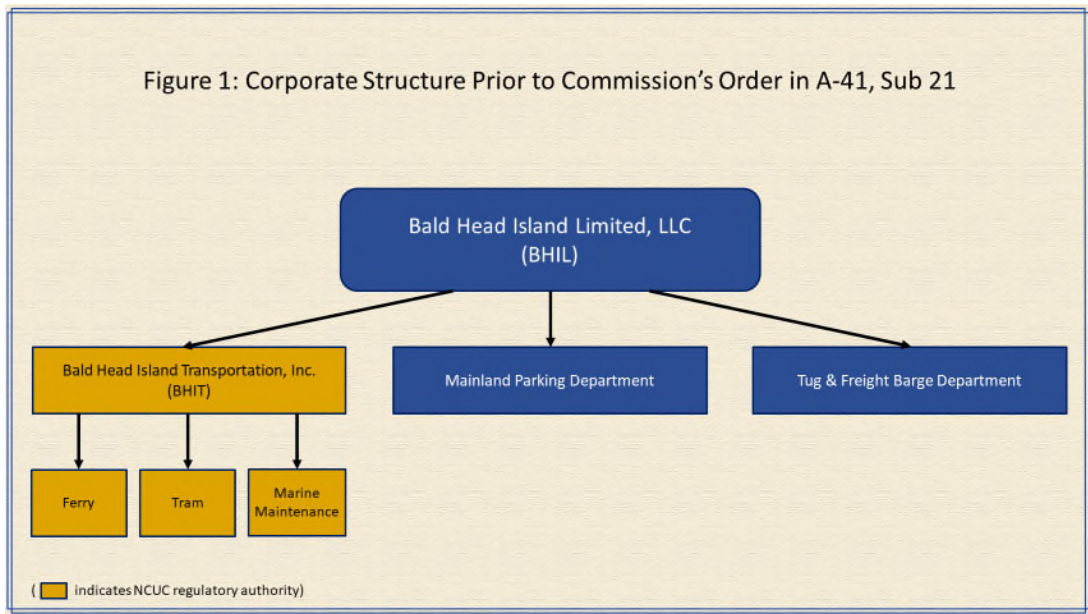 Figure 1: Corporate Structure Prior to Commission's Order in A-41, Sub 21
Bald Head Island Limited, LLC
(BHIL)
Bald Head Island Transportation, Inc.
(BHIT)
Mainland Parking Department
Tug & Freight Barge Department
Ferry
Tram
Marine
Maintenance
( indicates NCUC regulatory authority)